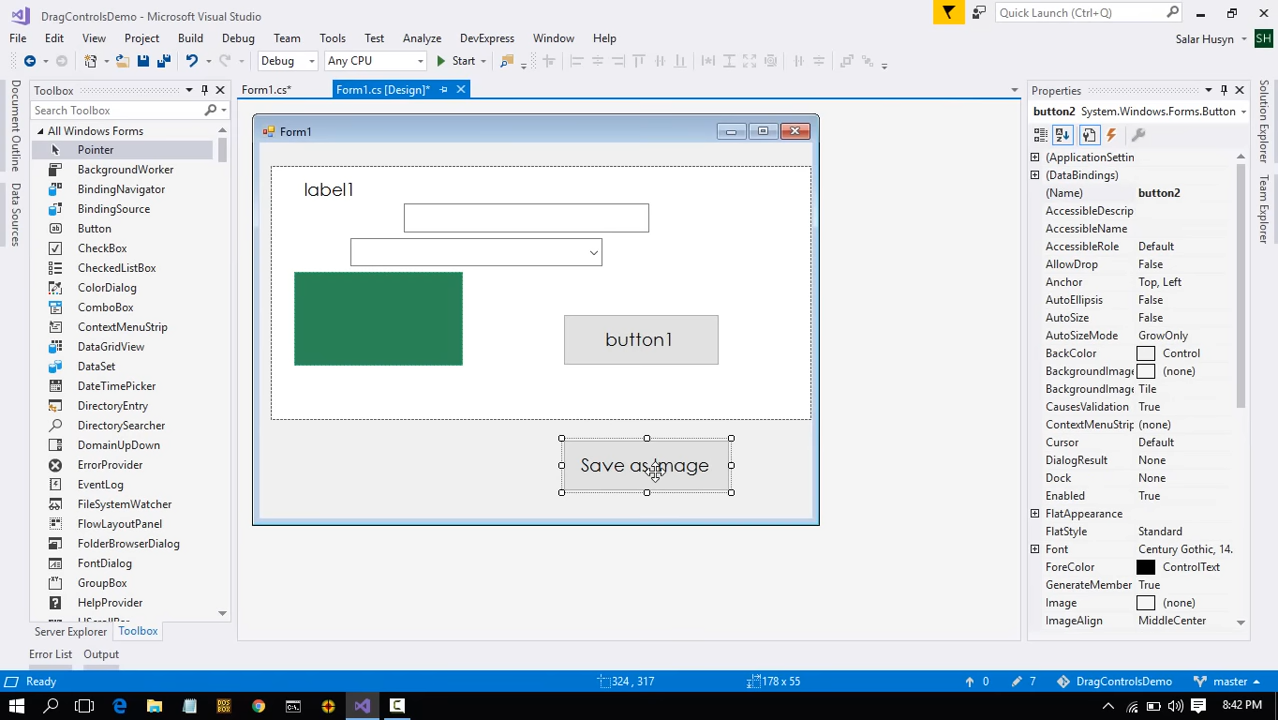 DragControlsDemo - Microsoft Visual Studio
Quick Launch (Ctrl+Q)
File Edit View Project Build Debug Team Tools Test Analyze DevExpress Window Help
Salar Husyn SH
Debug Any CPU Start
Document Outline
Data Sources
Toolbox
Search Toolbox
All Windows Forms
Pointer
BackgroundWorker
BindingNavigator
BindingSource
Button
CheckBox
CheckedListBox
ColorDialog
ComboBox
ContextMenuStrip
DataGridView
DataSet
DateTimePicker
DirectoryEntry
DirectorySearcher
DomainUpDown
ErrorProvider
EventLog
FileSystemWatcher
FlowLayoutPanel
FolderBrowserDialog
FontDialog
GroupBox
HelpProvider
Server Explorer Toolbox
Form1.cs* Form1.cs [Design]*
Form1
label1
button1
Save as Image
Properties
button2 System.Windows.Forms.Button
(ApplicationSettin
(DataBindings)
(Name) button2
AccessibleDescrip
AccessibleName
AccessibleRole Default
AllowDrop False
Anchor Top, Left
AutoEllipsis False
AutoSize False
AutoSizeMode GrowOnly
BackColor Control
BackgroundImage (none)
BackgroundImage Tile
CausesValidation True
ContextMenuStrip (none)
Cursor Default
DialogResult None
Dock None
Enabled True
FlatAppearance
FlatStyle Standard
Font Century Gothic, 14.
ForeColor ControlText
GenerateMember True
Image (none)
ImageAlign MiddleCenter
Solution Explorer
Team Explorer
Error List Output
Ready 324 , 317 178 x 55 0 7 DragControlsDemo master
8:42 PM